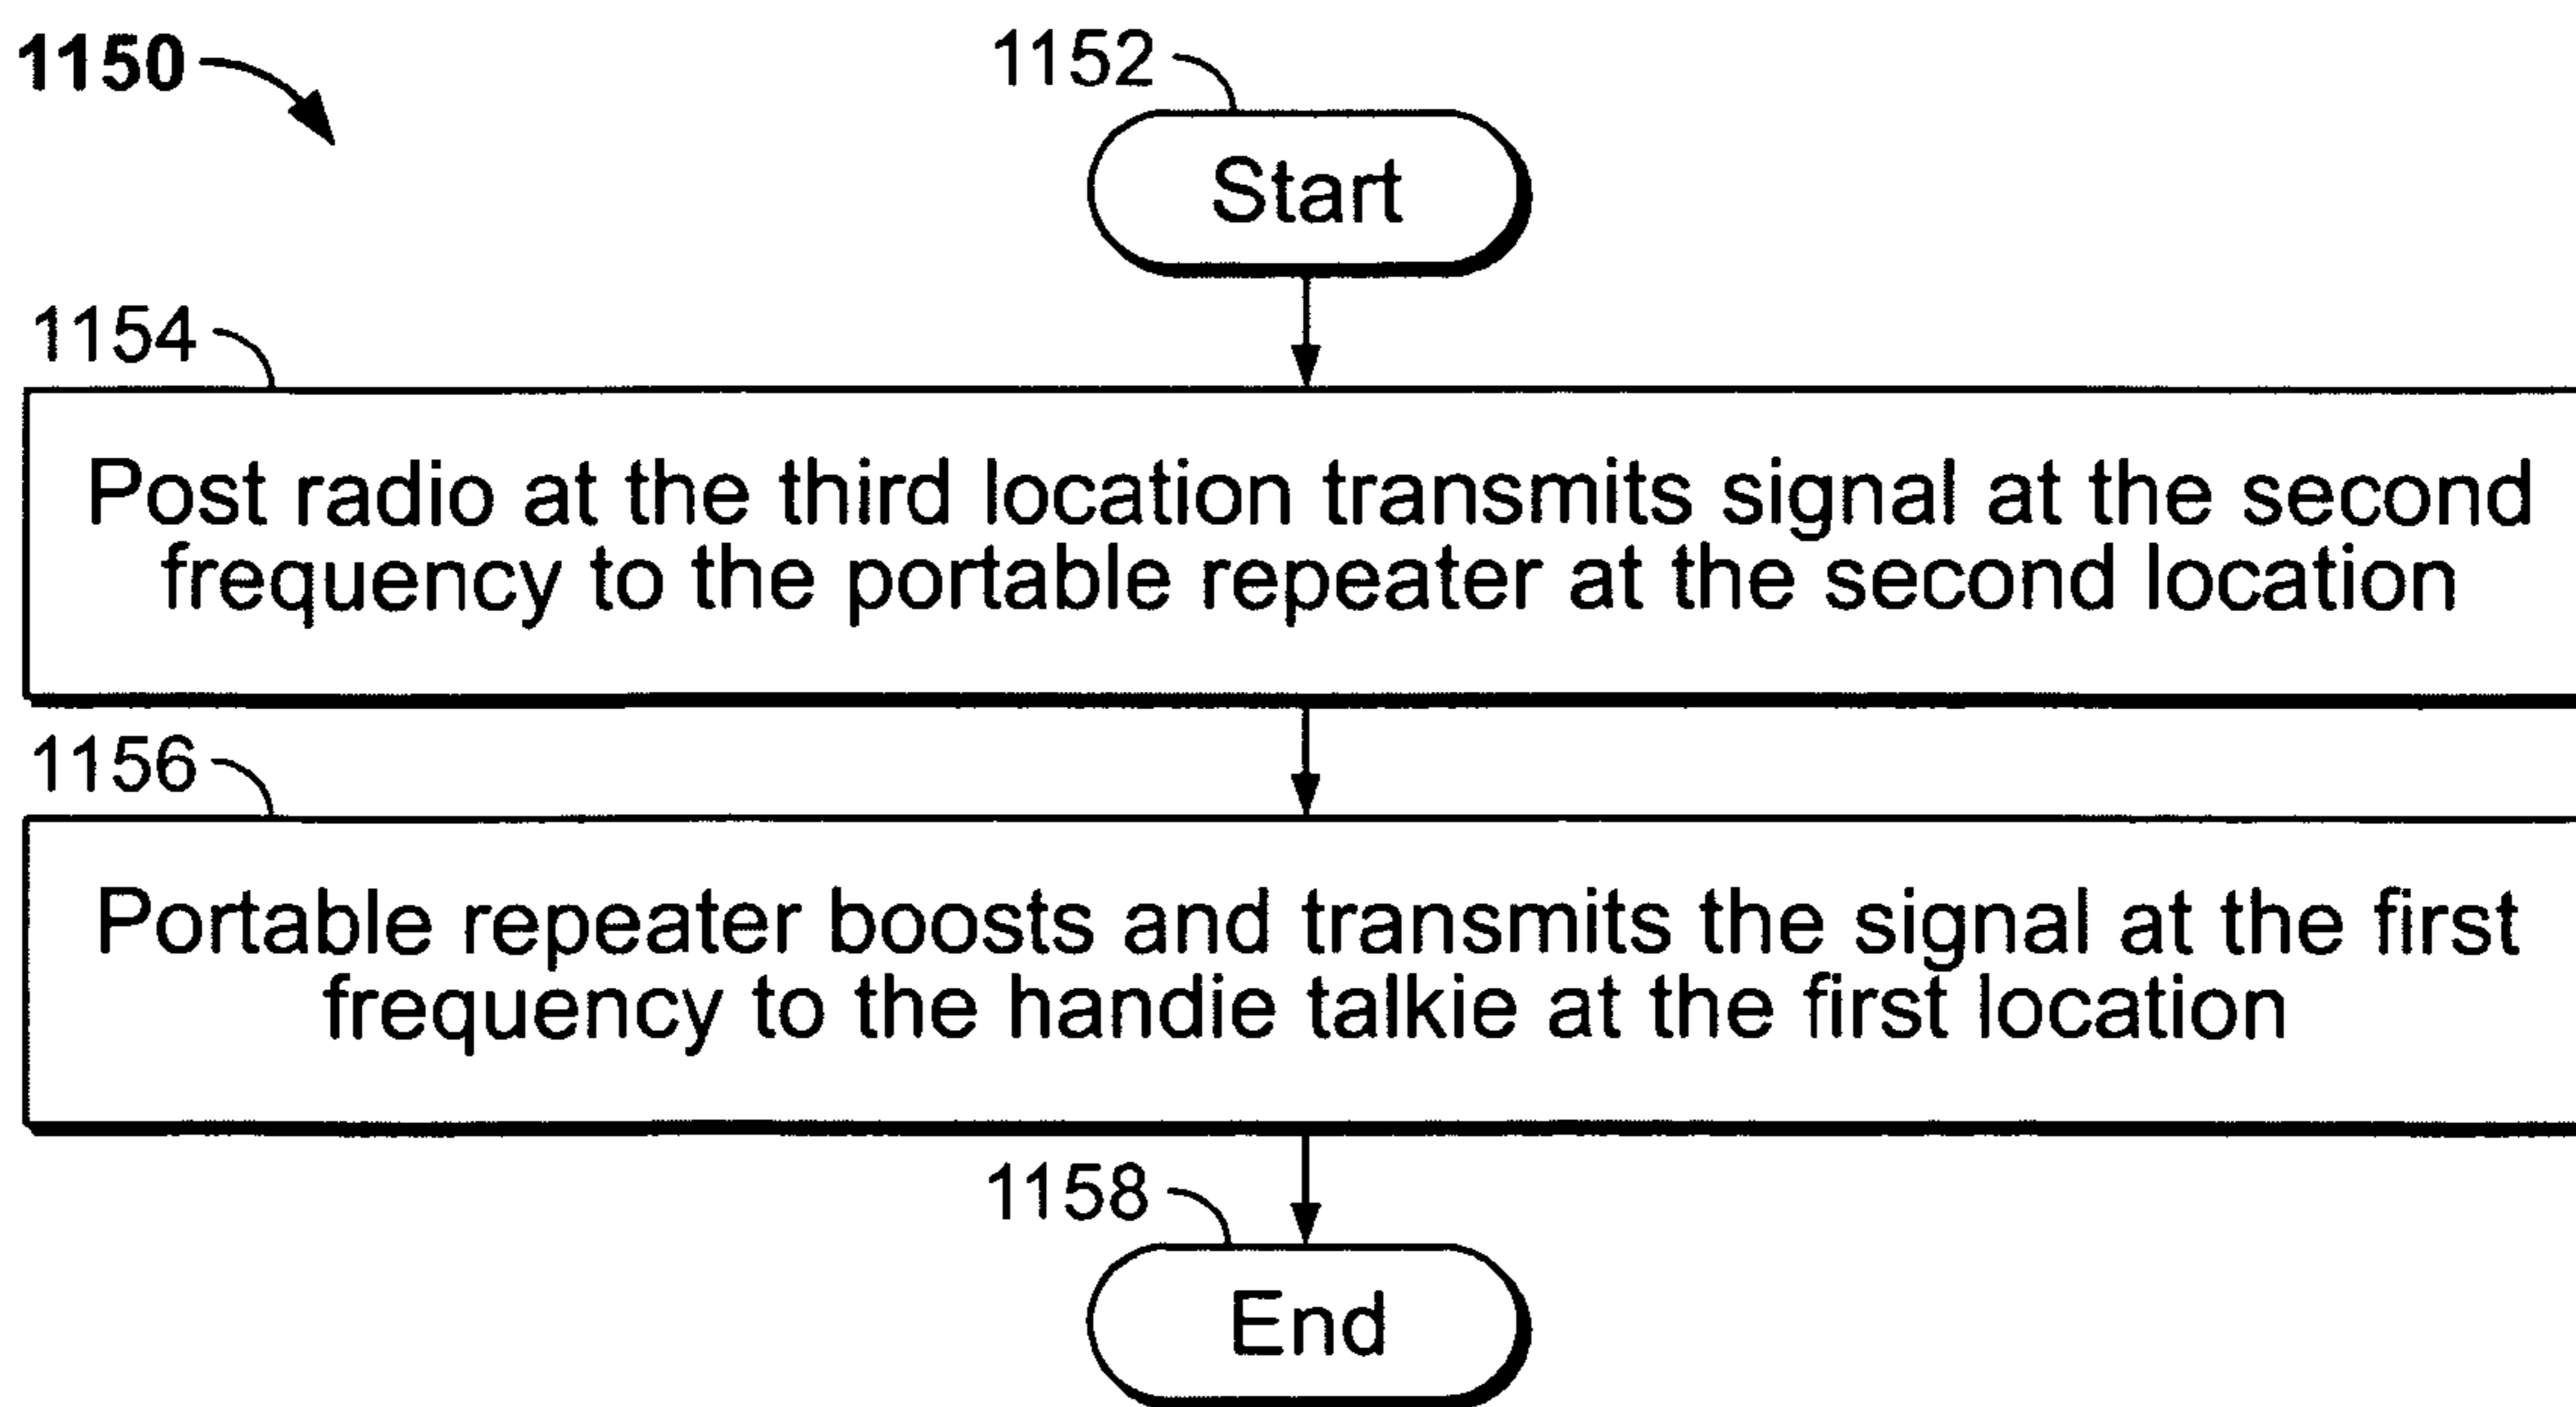 1150
1152
Start
1154
Post radio at the third location transmits signal at the second
frequency to the portable repeater at the second location
1156
Portable repeater boosts and transmits the signal at the first
frequency to the handie talkie at the first location
1158
End